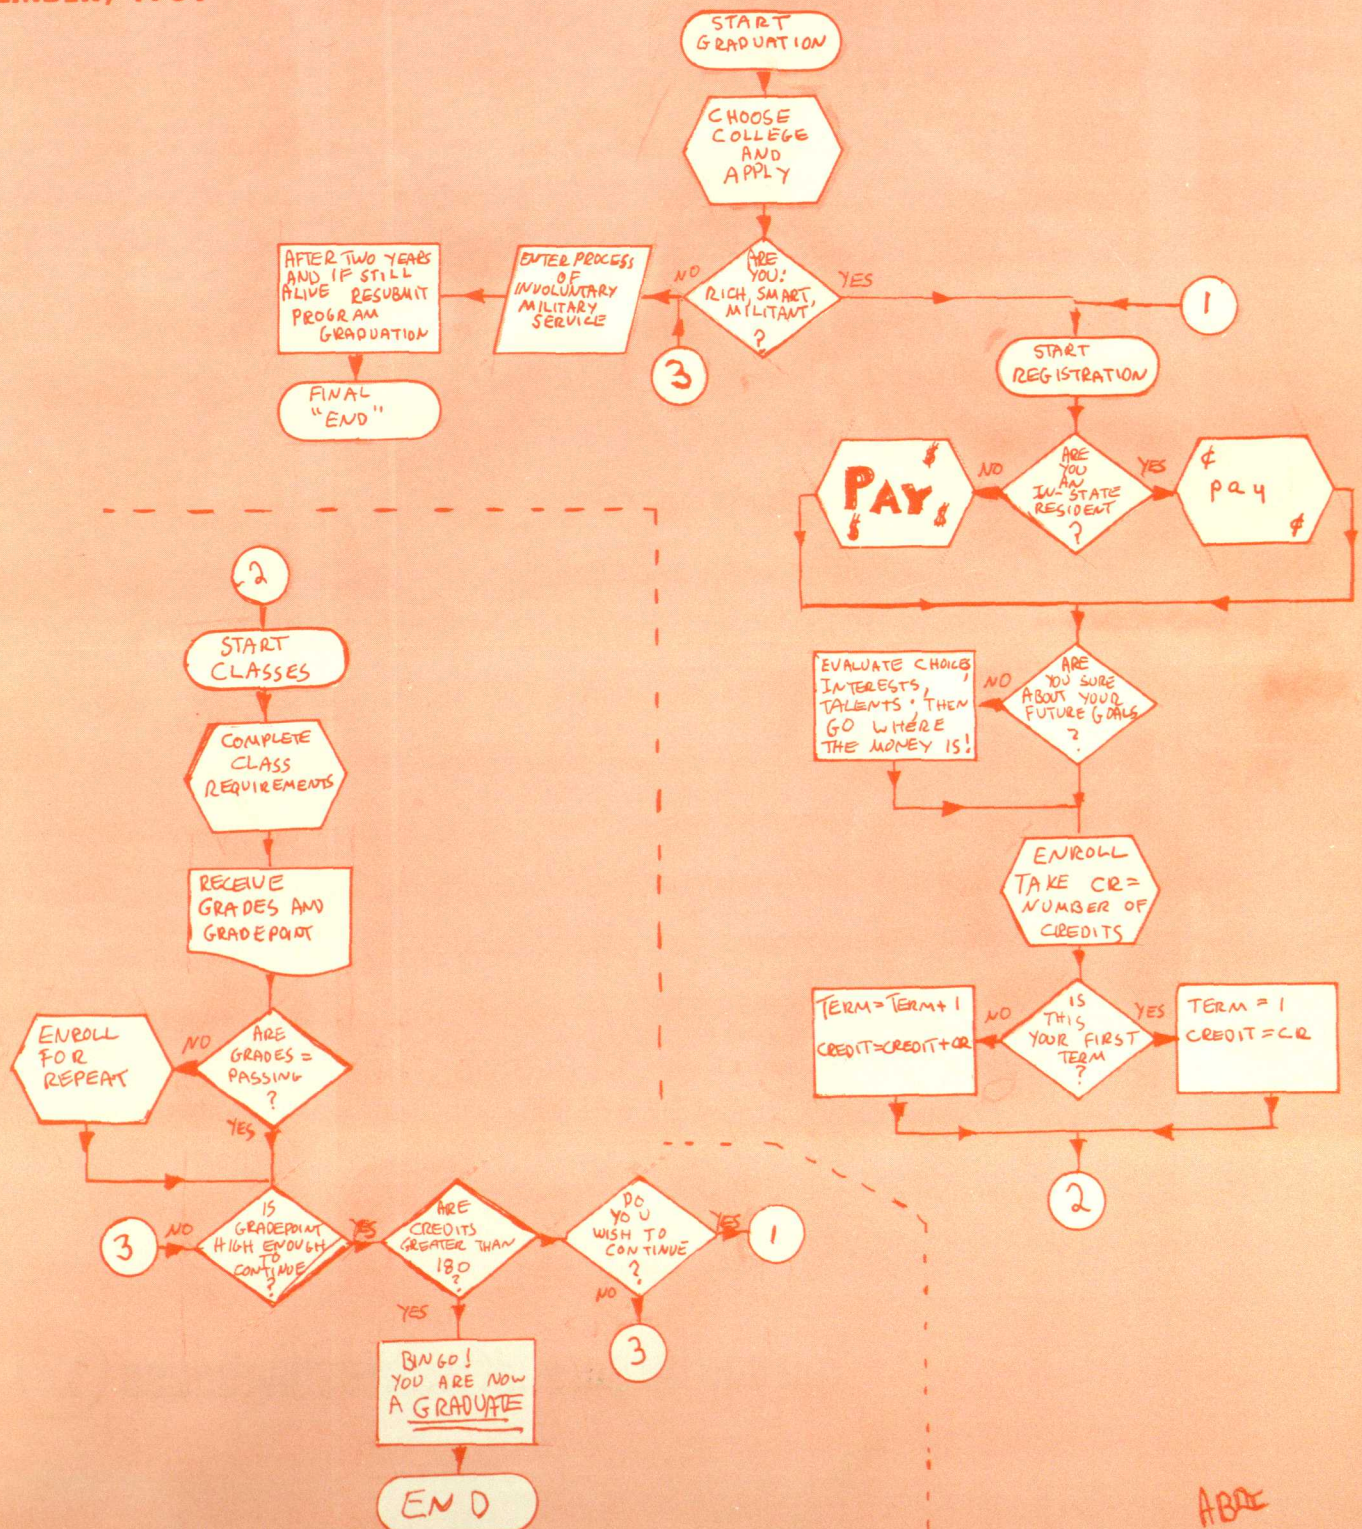 START
GRADUATION
CHOOSE
COLLEGE
AND
APPLY
ARE
YOU:
RICH, SMART,
MILITANT
?
NO
YES
ENTER PROCESS
OF
INVOLUNTARY
MILITARY
SERVICE
AFTER TWO YEARS
AND IF STILL
ALIVE RESUBMIT
PROGRAM
GRADUATION
FINAL
"END"
3
1
START
REGISTRATION
ARE
YOU
AN
IN-STATE
RESIDENT
?
NO
YES
$
PAY
$ $
¢
pay
¢
ARE
YOU SURE
ABOUT YOUR
FUTURE GOALS
?
NO
EVALUATE CHOICE,
INTERESTS,
TALENTS; THEN
GO WHERE
THE MONEY IS!
ENROLL
TAKE CR=
NUMBER OF
CREDITS
IS
THIS
YOUR FIRST
TERM
?
NO
YES
TERM=TERM+1
CREDIT=CREDIT+CR
TERM = 1
CREDIT=CR
2
2
START
CLASSES
COMPLETE
CLASS
REQUIREMENTS
RECEIVE
GRADES AND
GRADEPOINT
ARE
GRADES =
PASSING
?
NO
YES
ENROLL
FOR
REPEAT
IS
GRADEPOINT
HIGH ENOUGH
TO
CONTINUE
?
NO
3
YES
ARE
CREDITS
GREATER THAN
180
?
YES
DO
YOU
WISH TO
CONTINUE
?
YES
1
NO
3
BINGO!
YOU ARE NOW
A GRADUATE
END